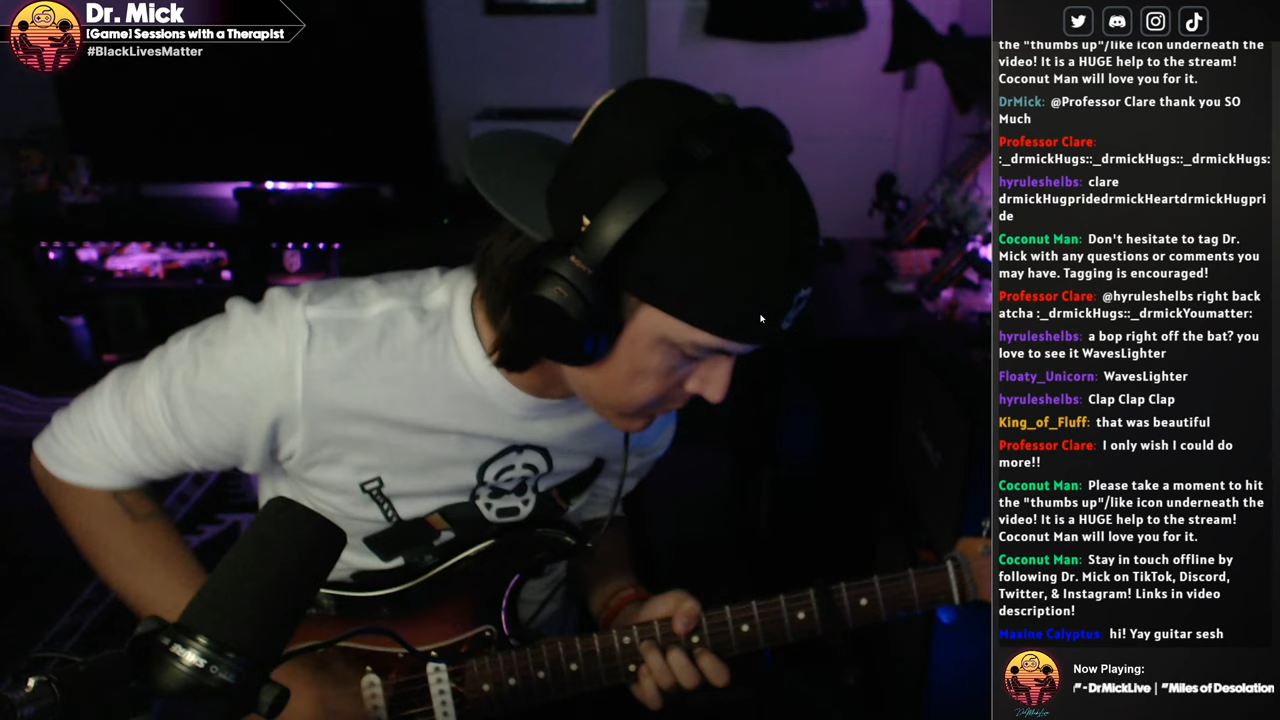 Dr. Mick
[Game] Sessions with a Therapist
#BlackLivesMatter
the "thumbs up"/like icon underneath the
video! It is a HUGE help to the stream!
Coconut Man will love you for it.
DrMick: @Professor Clare thank you SO
Much
Professor Clare:
:_drmickHugs::_drmickHugs::_drmickHugs:
hyruleshelbs: clare
drmickHugpridedrmickHeartdrmickHugpri
de
Coconut Man: Don't hesitate to tag Dr.
Mick with any questions or comments you
may have. Tagging is encouraged!
Professor Clare: @hyruleshelbs right back
atcha :_drmickHugs::_drmickYoumatter:
hyruleshelbs: a bop right off the bat? you
love to see it WavesLighter
Floaty_Unicorn: WavesLighter
hyruleshelbs: Clap Clap Clap
King_of_Fluff: that was beautiful
Professor Clare: I only wish I could do
more!!
Coconut Man: Please take a moment to hit
the "thumbs up"/like icon underneath the
video! It is a HUGE help to the stream!
Coconut Man will love you for it.
Coconut Man: Stay in touch offline by
following Dr. Mick on TikTok, Discord,
Twitter, & Instagram! Links in video
description!
Maxine Calyptus: hi! Yay guitar sesh
Now Playing:
" - DrMickLive | "Miles of Desolation
SONY
SHURE